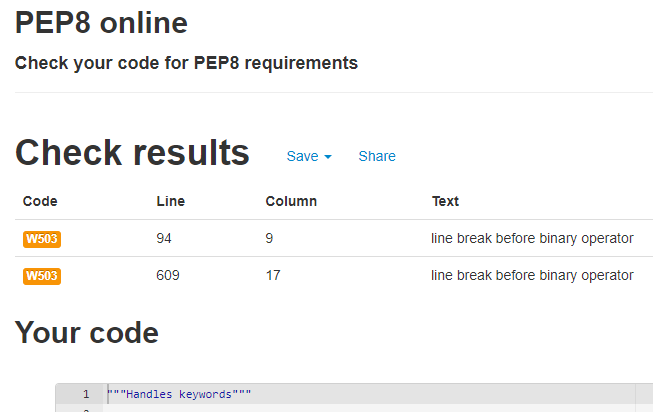 PEP8 online
Check your code for PEP8 requirements
Check results Save Share
Code Line Column Text
W503 94 9 line break before binary operator
W503 609 17 line break before binary operator
Your code
1 """Handles keywords"""